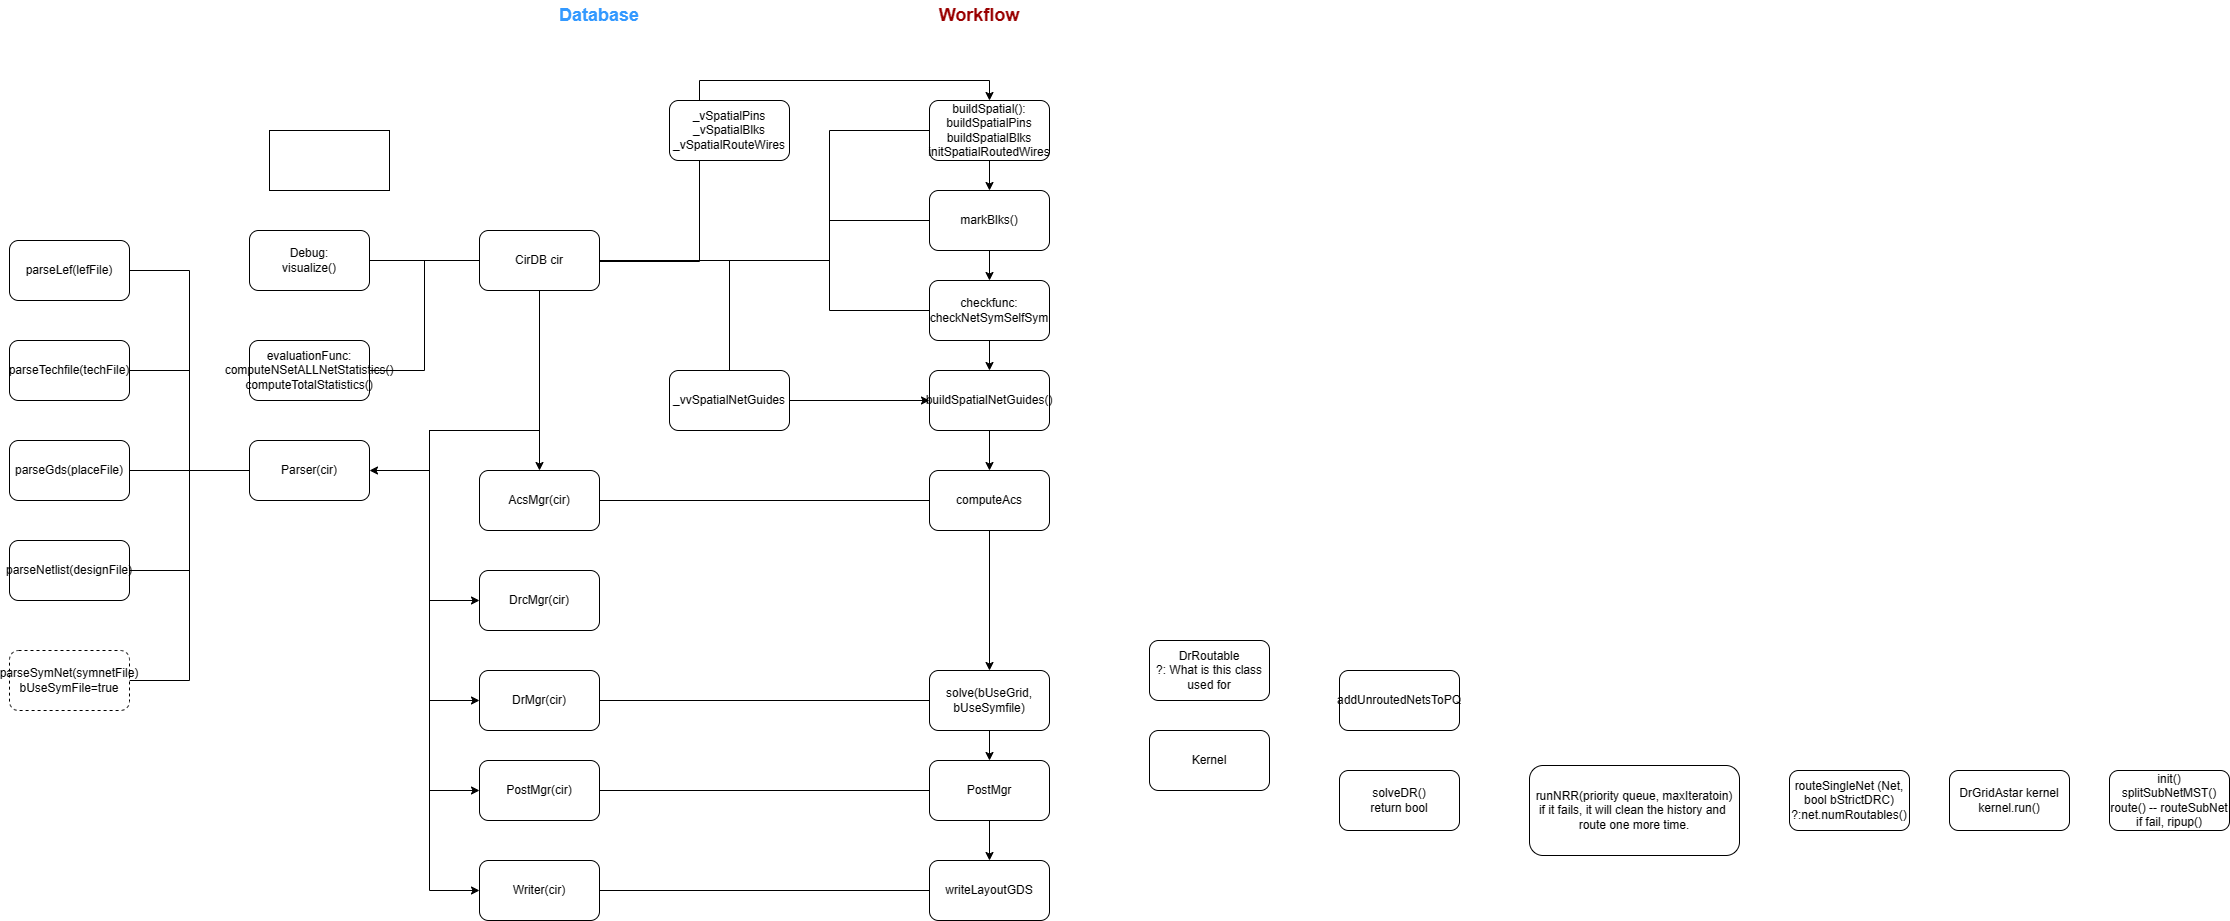 Database
Workflow
_vSpatialPins
_vSpatialBlks
_vSpatialRouteWires
buildSpatial():
buildSpatialPins
buildSpatialBlks
initSpatialRoutedWires
markBlks()
Debug:
visualize()
CirDB cir
parseLef(lefFile)
checkfunc:
checkNetSymSelfSym
parseTechfile(techFile)
evaluationFunc:
computeNSetALLNetStatistics()
computeTotalStatistics()
_vvSpatialNetGuides
buildSpatialNetGuides()
parseGds(placeFile)
Parser(cir)
AcsMgr(cir)
computeAcs
parseNetlist(designFile)
DrcMgr(cir)
parseSymNet(symnetFile)
bUseSymFile=true
DrMgr(cir)
solve(bUseGrid,
bUseSymfile)
DrRoutable
?: What is this class
used for
addUnroutedNetsToPQ
Kernel
PostMgr(cir)
PostMgr
solveDR()
return bool
runNRR(priority queue, maxIteratoin)
if it fails, it will clean the history and
route one more time.
routeSingleNet (Net,
bool bStrictDRC)
?:net.numRoutables()
DrGridAstar kernel
kernel.run()
init()
splitSubNetMST()
route() -- routeSubNet
if fail, ripup()
Writer(cir)
writeLayoutGDS